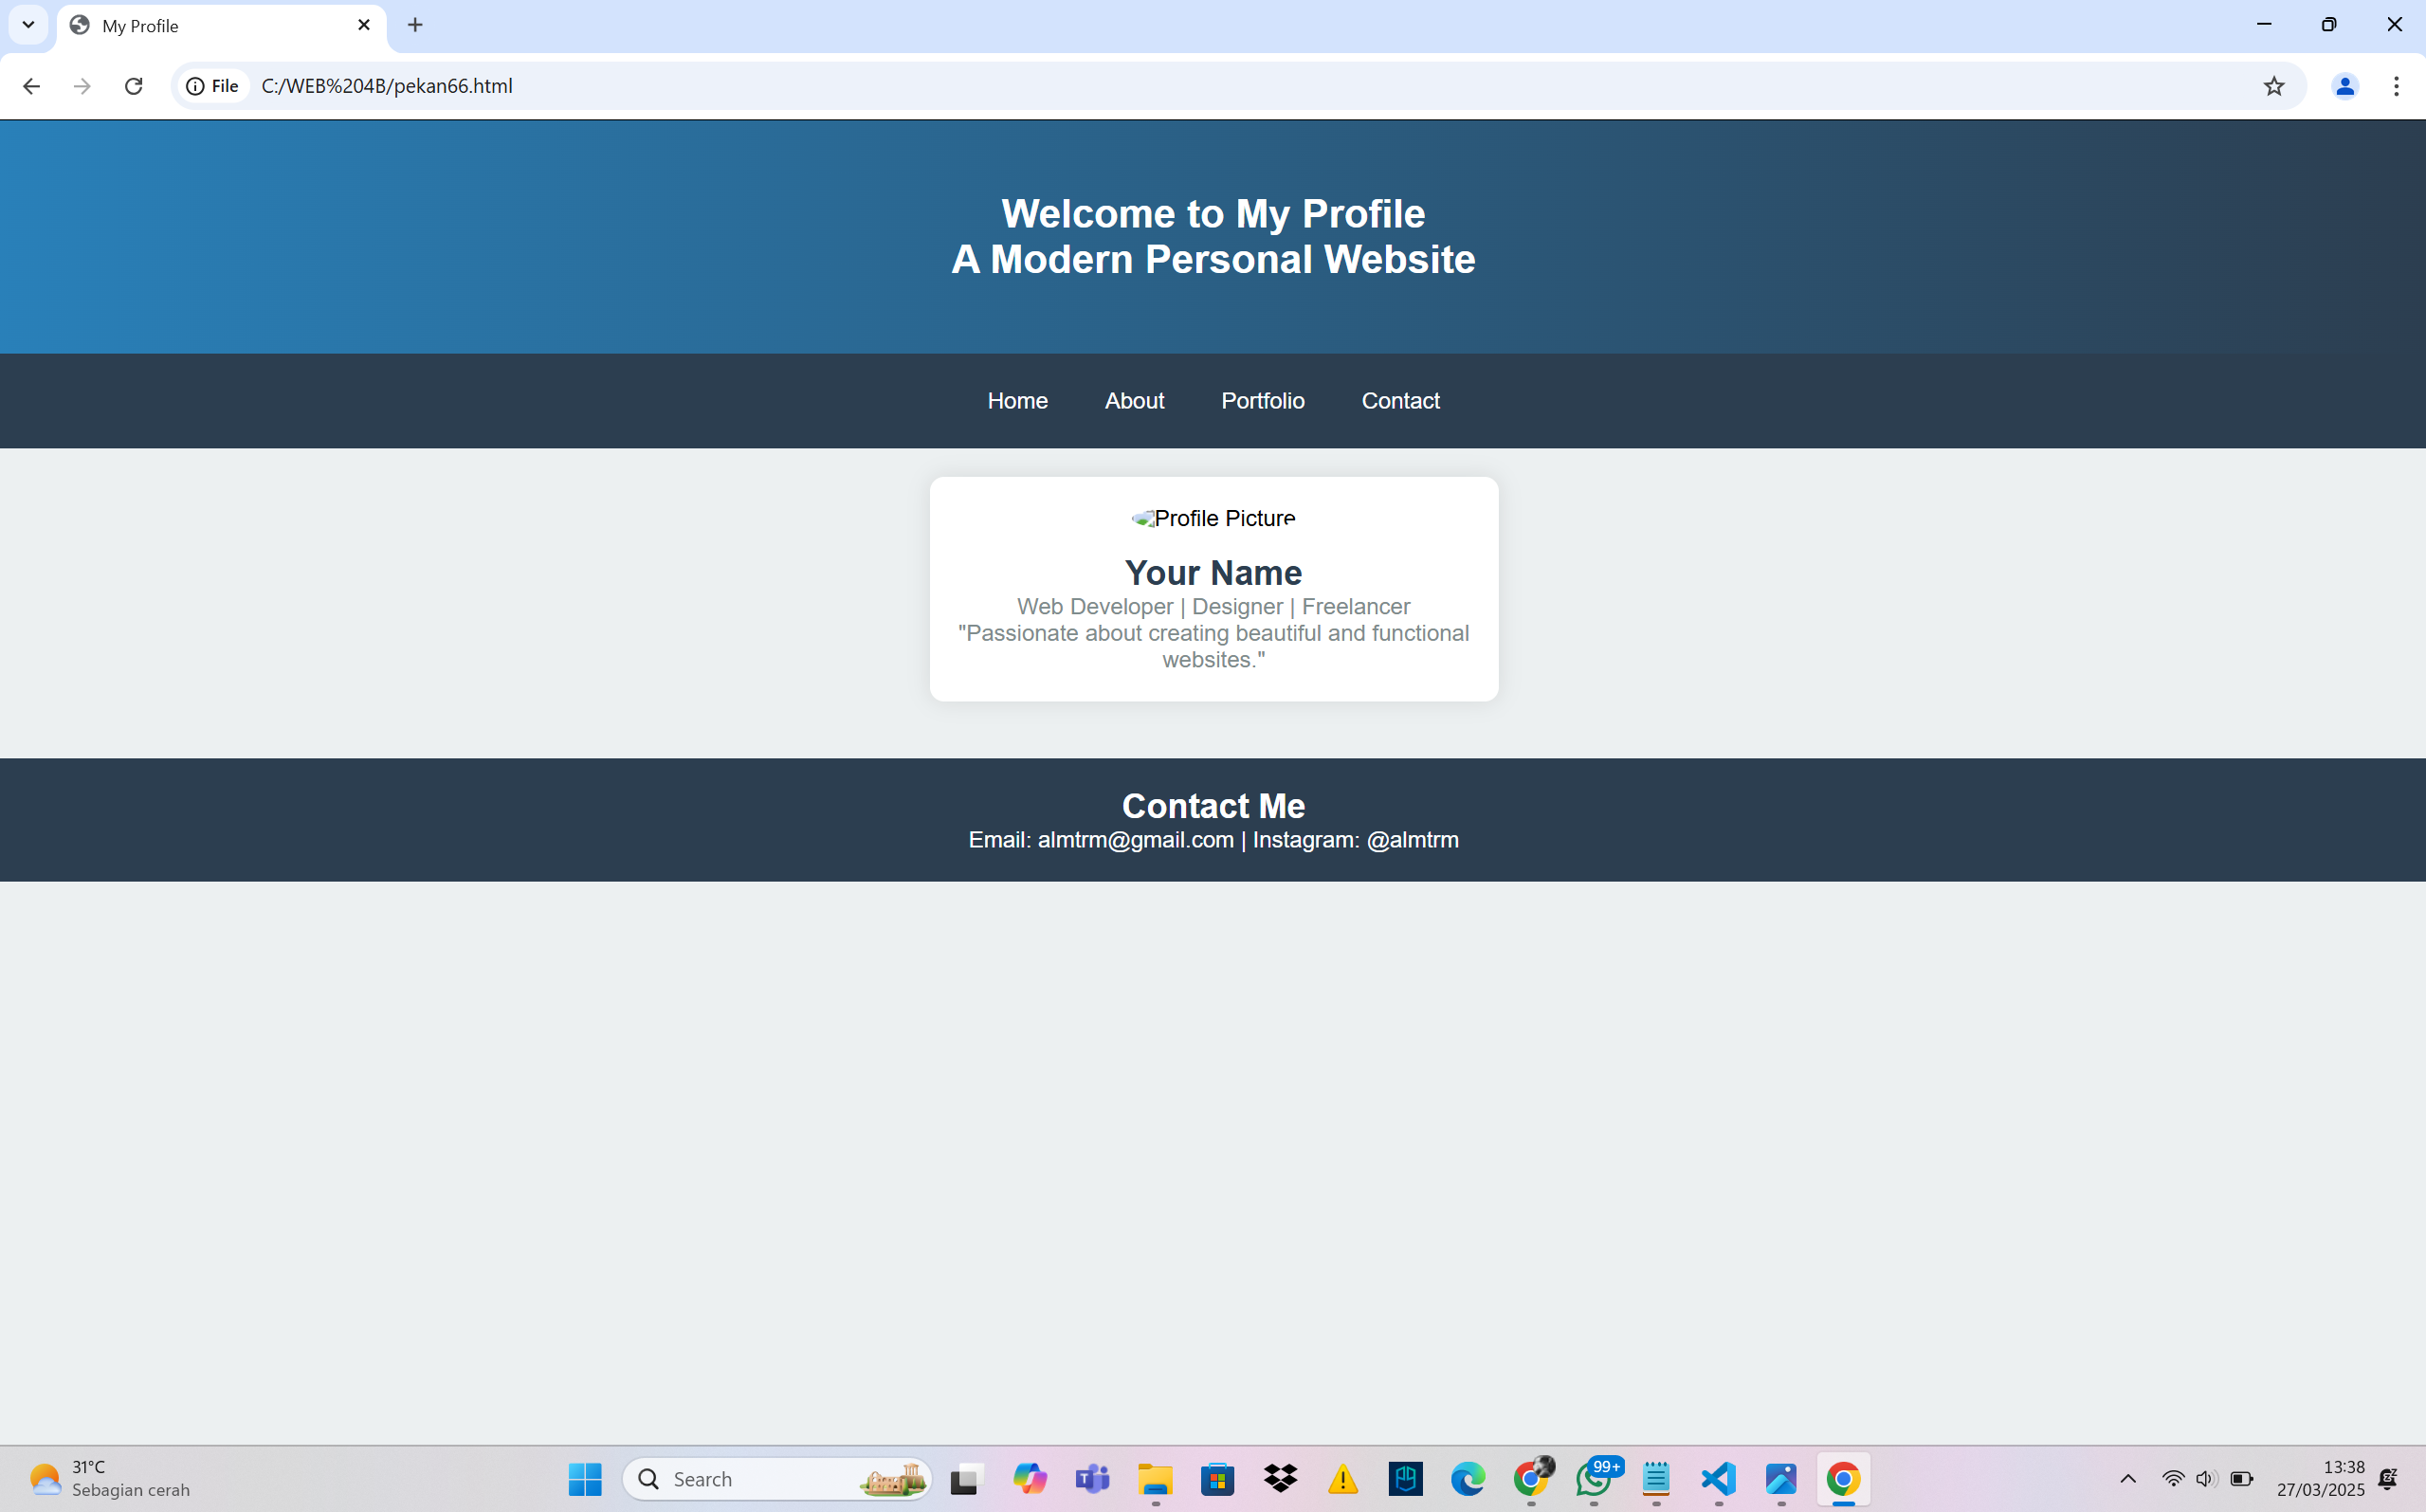 My Profile
File
C:/WEB%204B/pekan66.html
Welcome to My Profile
A Modern Personal Website
Home
About
Portfolio
Contact
Profile Picture
Your Name
Web Developer | Designer | Freelancer
"Passionate about creating beautiful and functional
websites."
Contact Me
Email: almtrm@gmail.com | Instagram: @almtrm
31°C
Sebagian cerah
Search
99+
13:38
27/03/2025